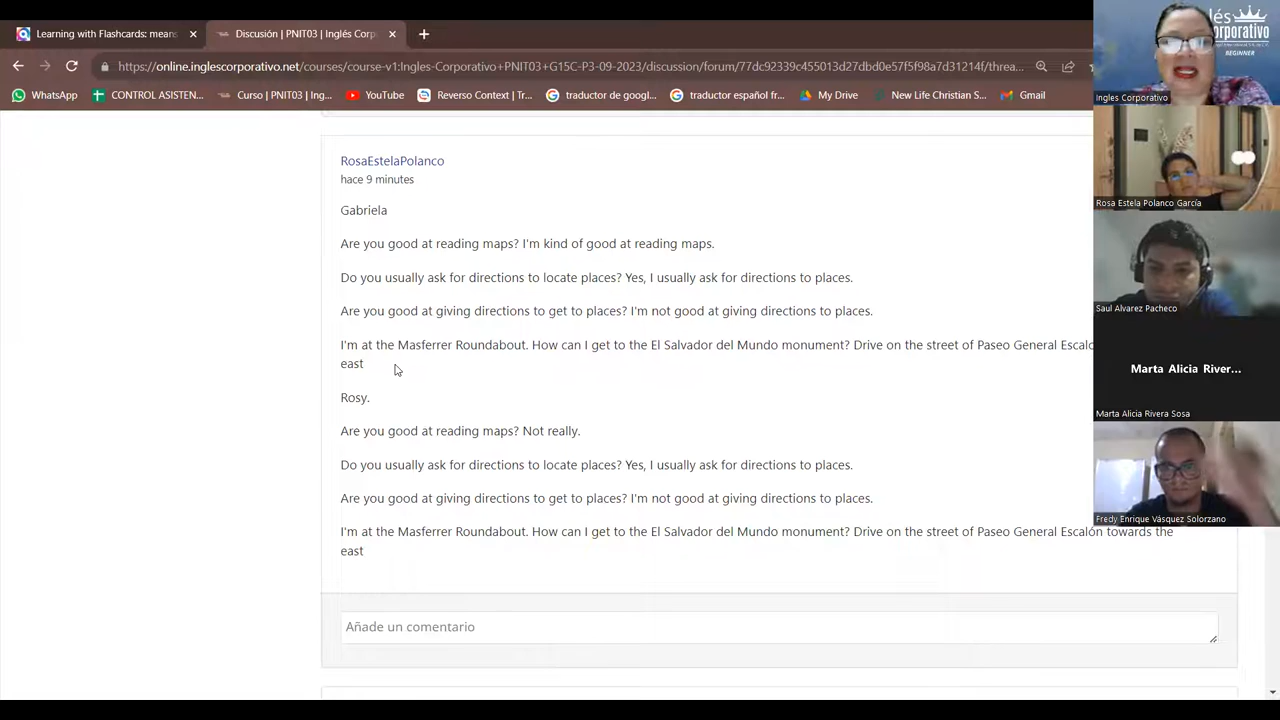 Learning with Flashcards: means
Discusión | PNIT03 | Inglés Corp
https://online.inglescorporativo.net/courses/course-v1:Ingles-Corporativo+PNIT03+G15C-P3-09-2023/discussion/forum/77dc92339c455013d27dbd0e57f5f98a7d31214f/threa...
WhatsApp
CONTROL ASISTEN...
Curso | PNIT03 | Ing...
YouTube
Reverso Context | Tr...
traductor de googl...
traductor español fr...
My Drive
New Life Christian S...
Gmail
RosaEstelaPolanco
hace 9 minutes
Gabriela
Are you good at reading maps? I'm kind of good at reading maps.
Do you usually ask for directions to locate places? Yes, I usually ask for directions to places.
Are you good at giving directions to get to places? I'm not good at giving directions to places.
I'm at the Masferrer Roundabout. How can I get to the El Salvador del Mundo monument? Drive on the street of Paseo General Escalo
east
Rosy.
Are you good at reading maps? Not really.
Do you usually ask for directions to locate places? Yes, I usually ask for directions to places.
Are you good at giving directions to get to places? I'm not good at giving directions to places.
I'm at the Masferrer Roundabout. How can I get to the El Salvador del Mundo monument? Drive on the street of Paseo General Escalón towards the
east
Añade un comentario
lés
rporativo
BEGINNER
Ingles Corporativo
Rosa Estela Polanco García
Saul Alvarez Pacheco
Marta Alicia River...
Marta Alicia Rivera Sosa
Fredy Enrique Vásquez Solorzano